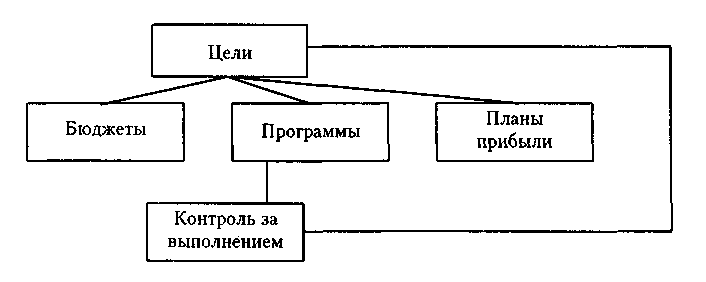 Цели
Бюджеты
Программы
Планы
прибыли
Контроль за
выполнением